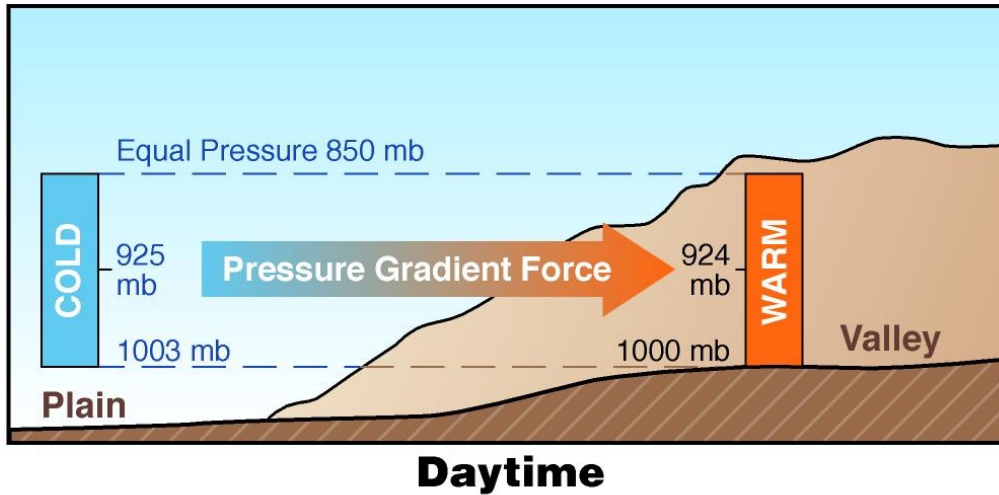 Equal Pressure 850 mb
COLD
925
mb
Pressure Gradient Force
924
mb
WARM
1003 mb
1000 mb
Valley
Plain
Daytime